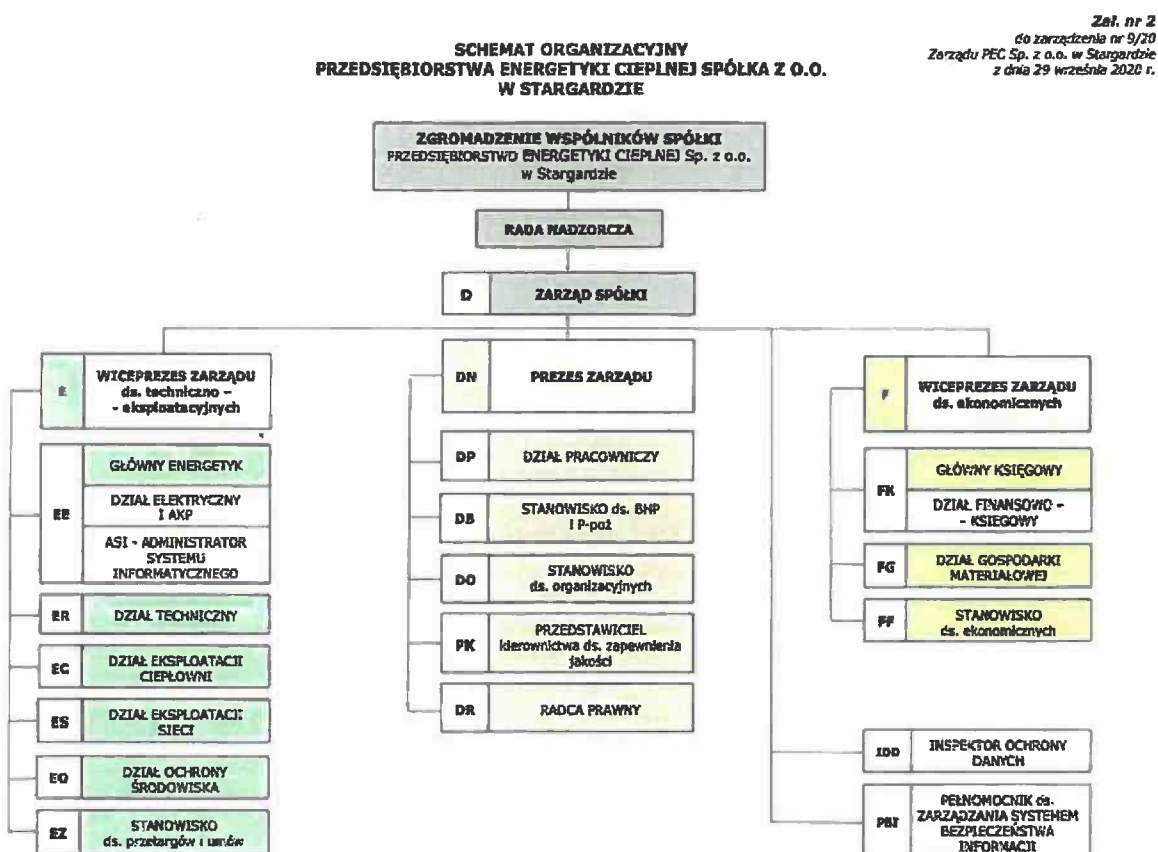 Zał. nr 2
do zarządzenia nr 9/20
Zarządu PEC Sp. z o.o. w Stargardzie
z dnia 29 września 2020 r.
SCHEMAT ORGANIZACYJNY
PRZEDSIĘBIORSTWA ENERGETYKI CIEPLNEJ SPÓŁKA Z O.O.
W STARGARDZIE
ZGROMADZENIE WSPÓLNIKÓW SPÓŁKI
PRZEDSIĘBIORSTWO ENERGETYKI CIEPLNEJ Sp. z o.o.
w Stargardzie
RADA NADZORCZA
D
ZARZĄD SPÓŁKI
E
WICEPREZES ZARZĄDU
ds. techniczno –
- eksploatacyjnych
EE
GŁÓWNY ENERGETYK
DZIAŁ ELEKTRYCZNY
I AKP
ASI - ADMINISTRATOR
SYSTEMU
INFORMATYCZNEGO
ER
DZIAŁ TECHNICZNY
EC
DZIAŁ EKSPLOATACJI
CIEPŁOWNI
ES
DZIAŁ EKSPLOATACJI
SIECI
EO
DZIAŁ OCHRONY
ŚRODOWISKA
EZ
STANOWISKO
ds. przetargów i umów
DN
PREZES ZARZĄDU
DP
DZIAŁ PRACOWNICZY
DB
STANOWISKO ds. BHP
i P-poż
DO
STANOWISKO
ds. organizacyjnych
PK
PRZEDSTAWICIEL
kierownictwa ds. zapewnienia
jakości
DR
RADCA PRAWNY
F
WICEPREZES ZARZĄDU
ds. ekonomicznych
FK
GŁÓWNY KSIĘGOWY
DZIAŁ FINANSOWO –
- KSIEGOWY
FG
DZIAŁ GOSPODARKI
MATERIAŁOWEJ
FF
STANOWISKO
ds. ekonomicznych
IOD
INSPEKTOR OCHRONY
DANYCH
PBI
PEŁNOMOCNIK ds.
ZARZĄDZANIA SYSTEMEM
BEZPIECZEŃSTWA
INFORMACJI